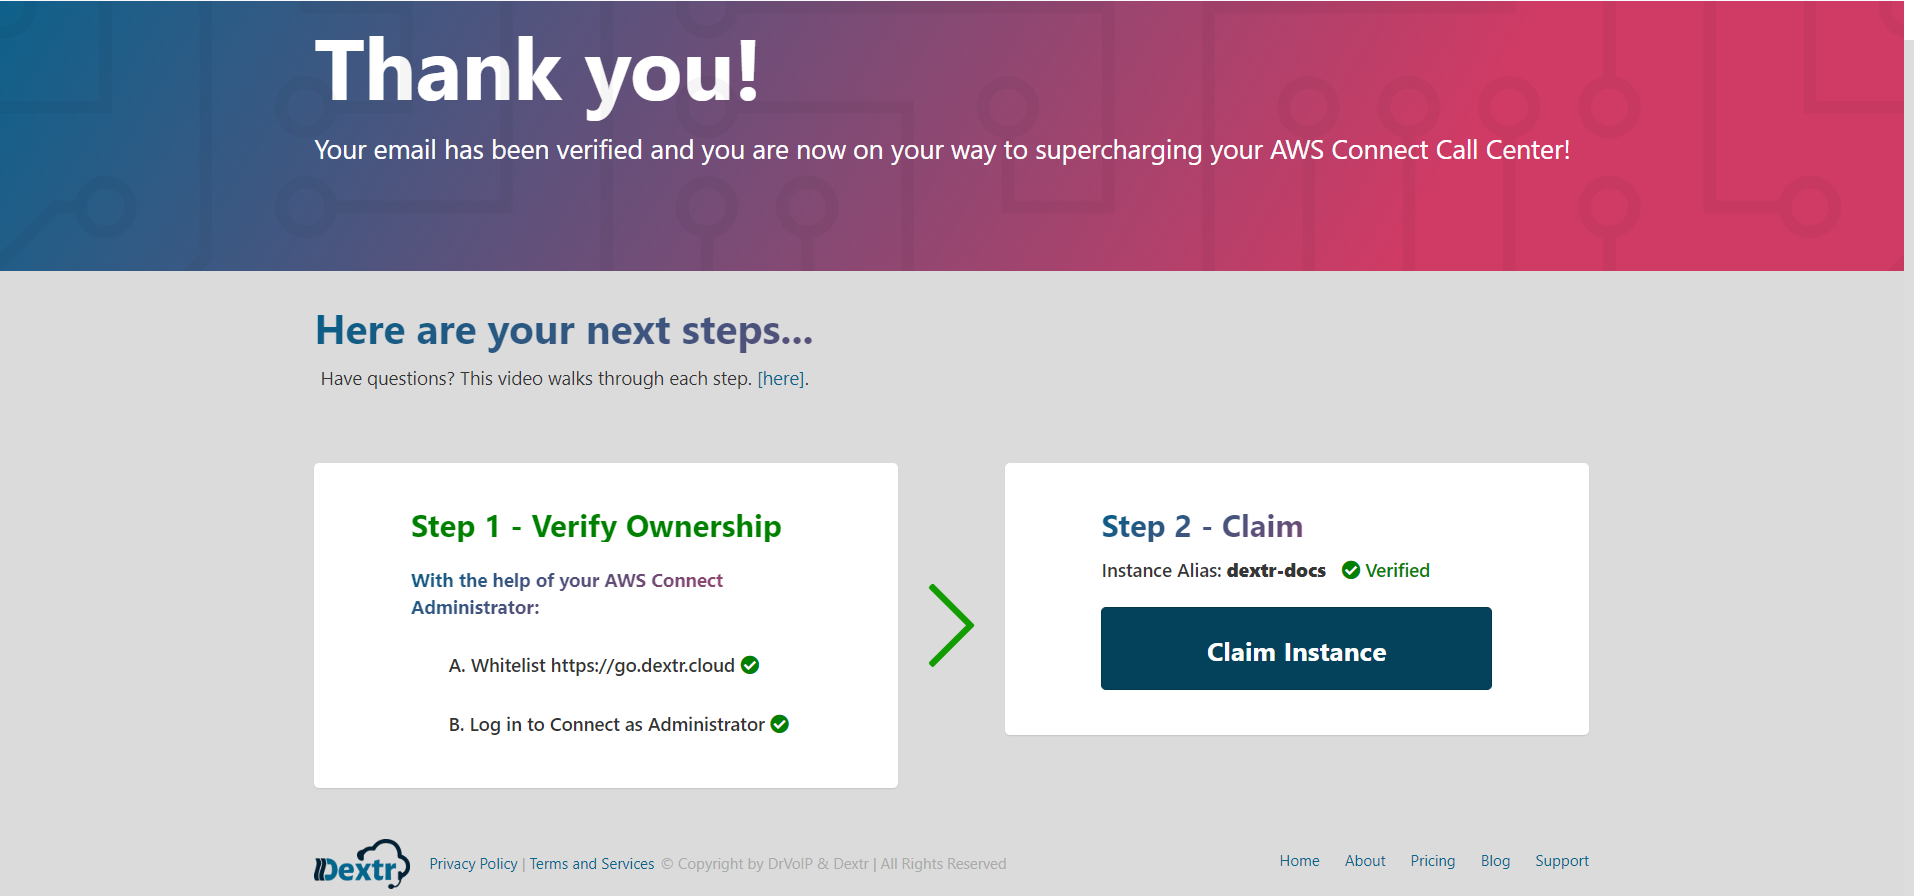 Thank you!
Your email has been verified and you are now on your way to supercharging your AWS Connect Call Center!
Here are your next steps...
Have questions? This video walks through each step. [here].
Step 1 - Verify Ownership
With the help of your AWS Connect
Administrator:
A. Whitelist https://go.dextr.cloud
B. Log in to Connect as Administrator
Step 2 - Claim
Instance Alias: dextr-docs Verified
Claim Instance
Dextr Privacy Policy | Terms and Services © Copyright by DrVoIP & Dextr | All Rights Reserved
Home About Pricing Blog Support